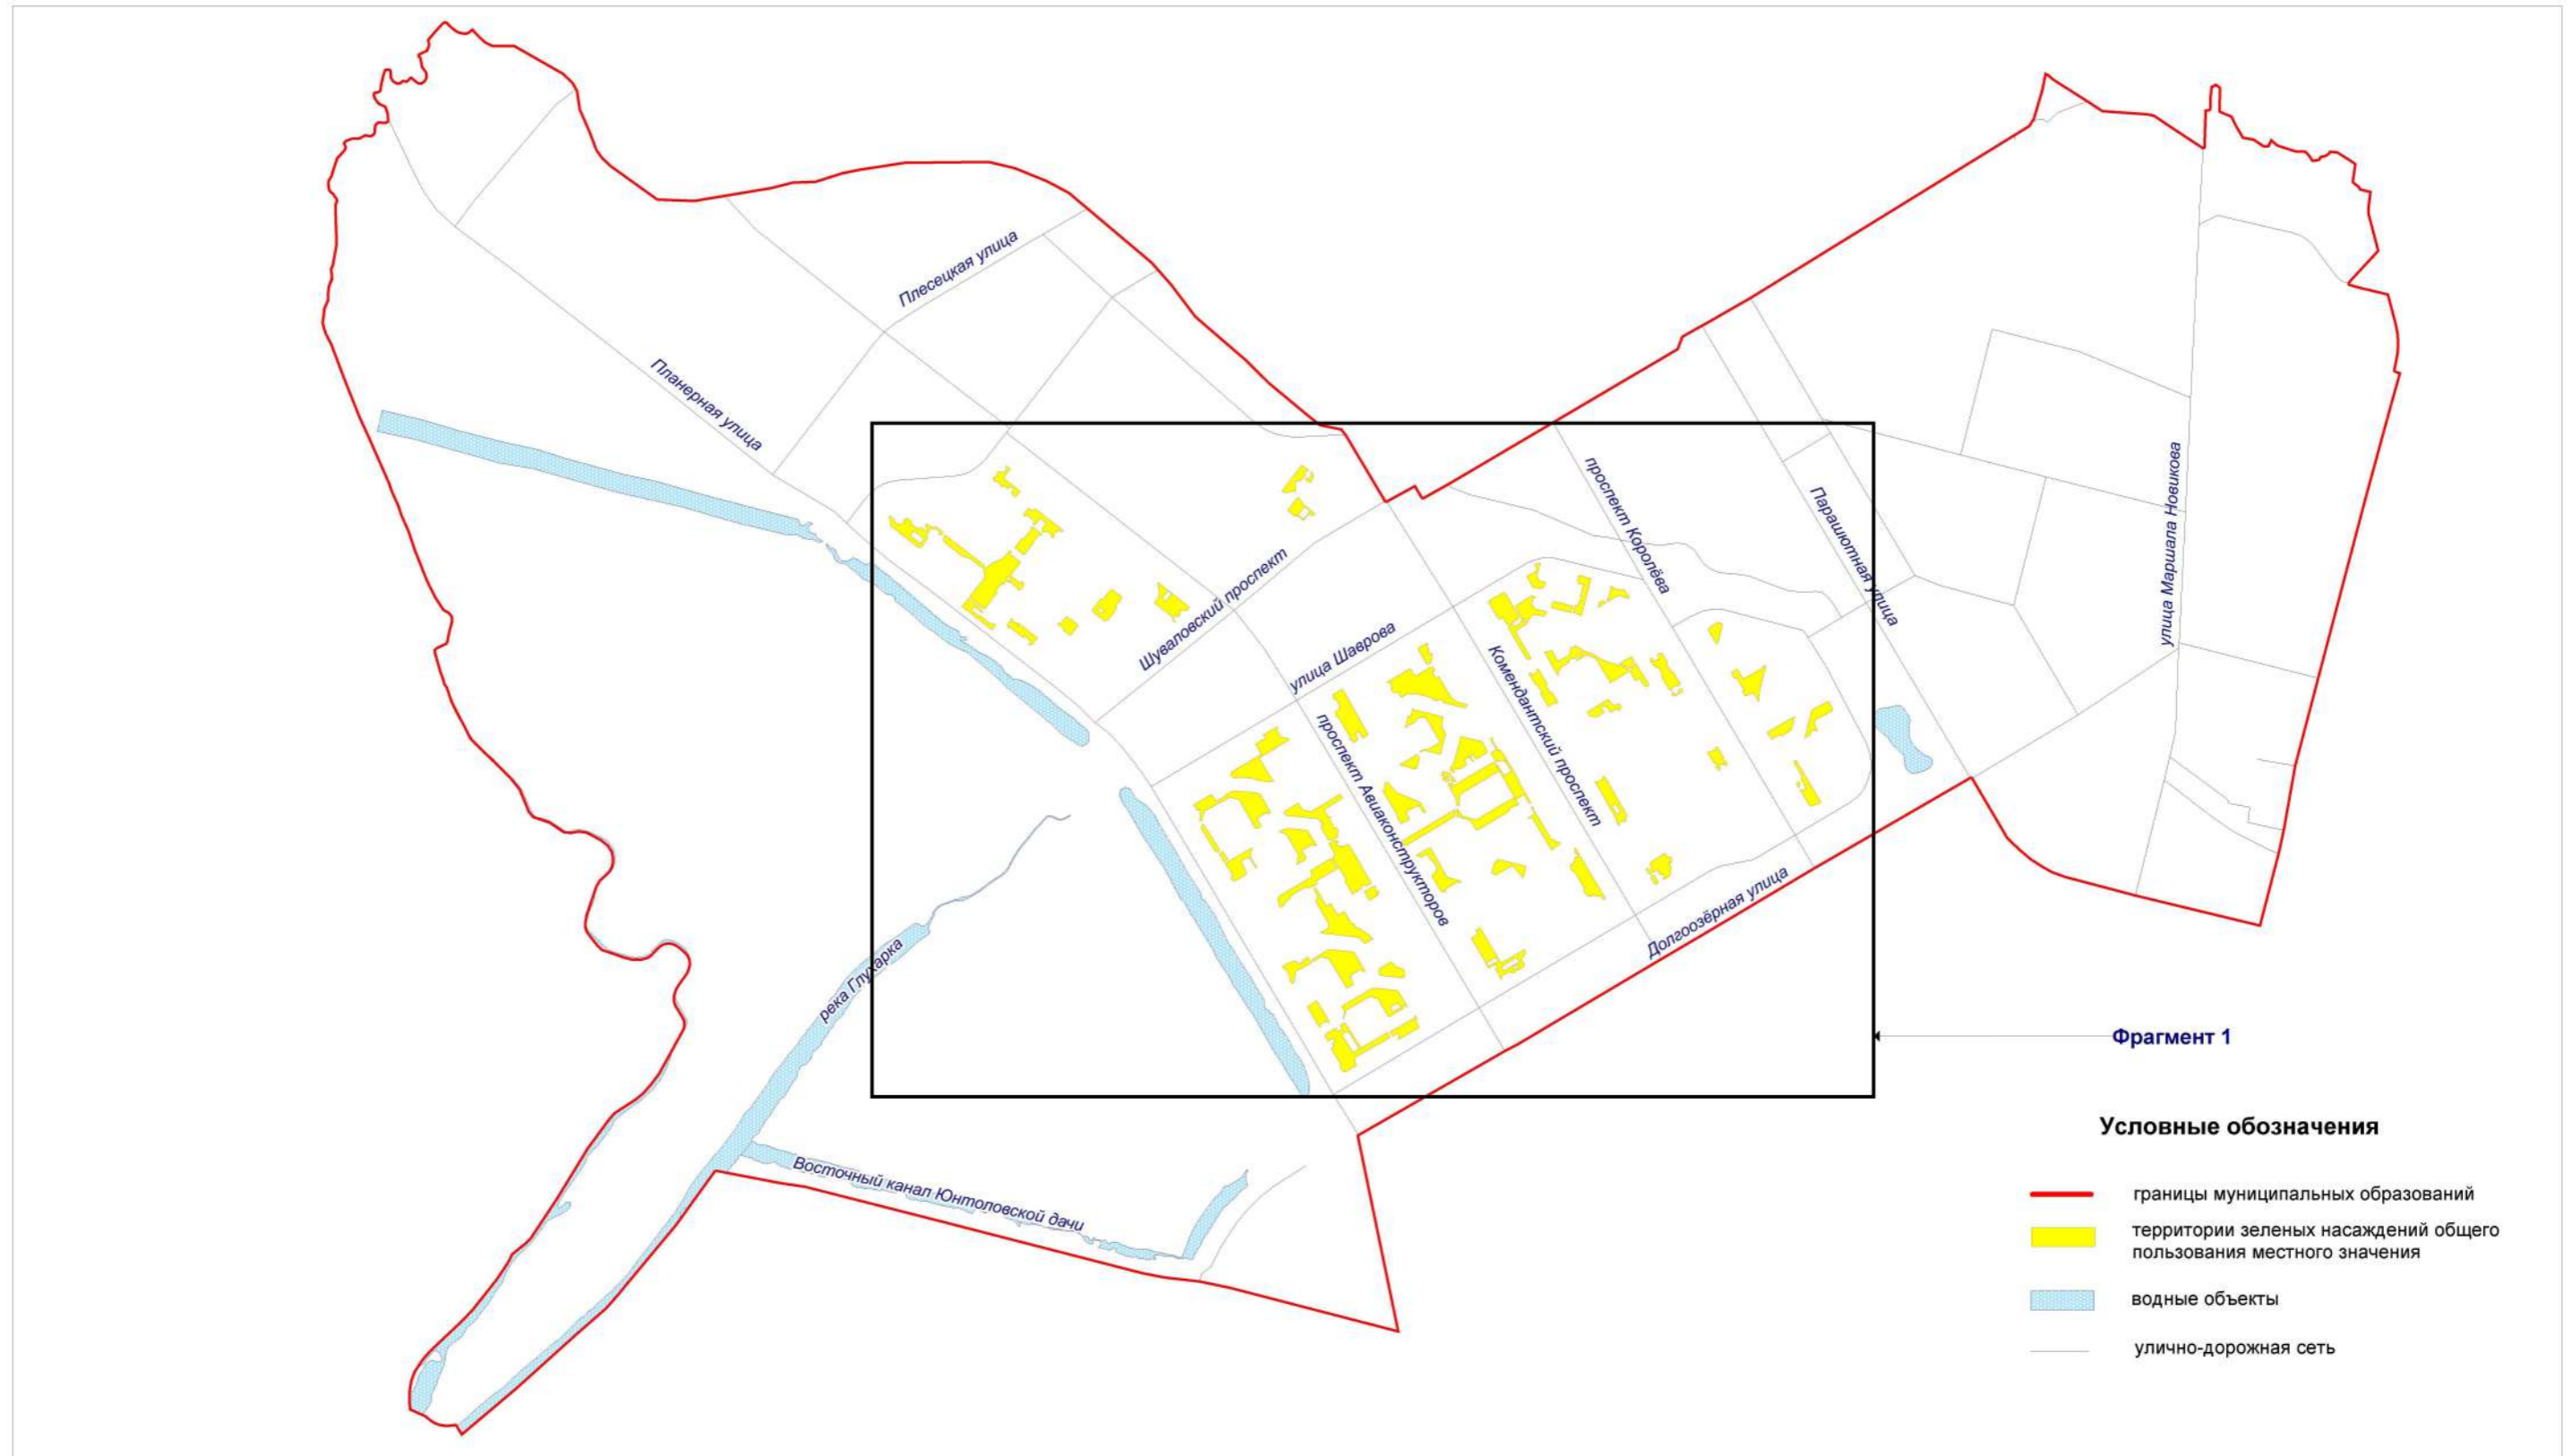 Плесецкая улица
Планерная улица
проспект Королёва
Парашютная улица
улица Маршала Новикова
Шуваловский проспект
улица Шаврова
Комендантский проспект
проспект Авиаконструкторов
Долгоозёрная улица
река Глухарка
Восточный канал Юнтоловской дачи
Фрагмент 1
Условные обозначения
границы муниципальных образований
территории зеленых насаждений общего
пользования местного значения
водные объекты
улично-дорожная сеть